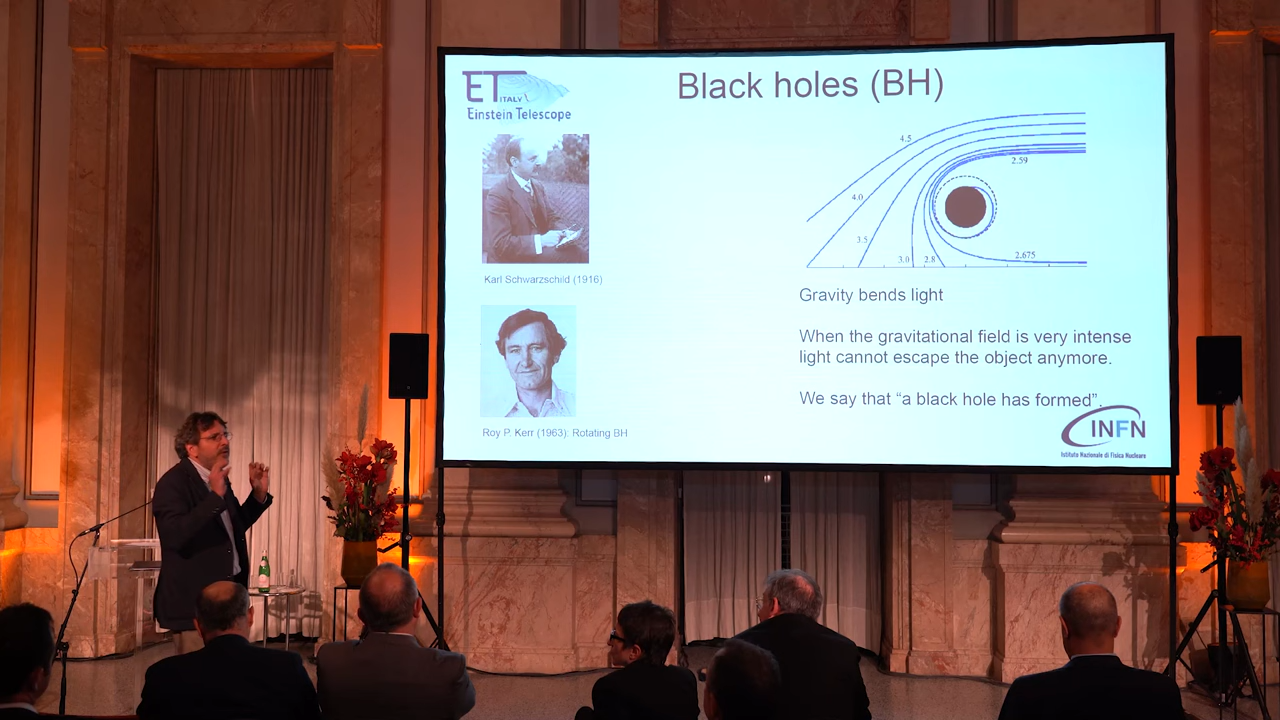 ET
ITALY
Einstein Telescope
Black holes (BH)
4.5
2.59
4.0
3.5
3.0
2.8
2.675
Karl Schwarzschild (1916)
Gravity bends light
When the gravitational field is very intense
light cannot escape the object anymore.
We say that “a black hole has formed”.
Roy P. Kerr (1963): Rotating BH
INFN
Istituto Nazionale di Fisica Nucleare